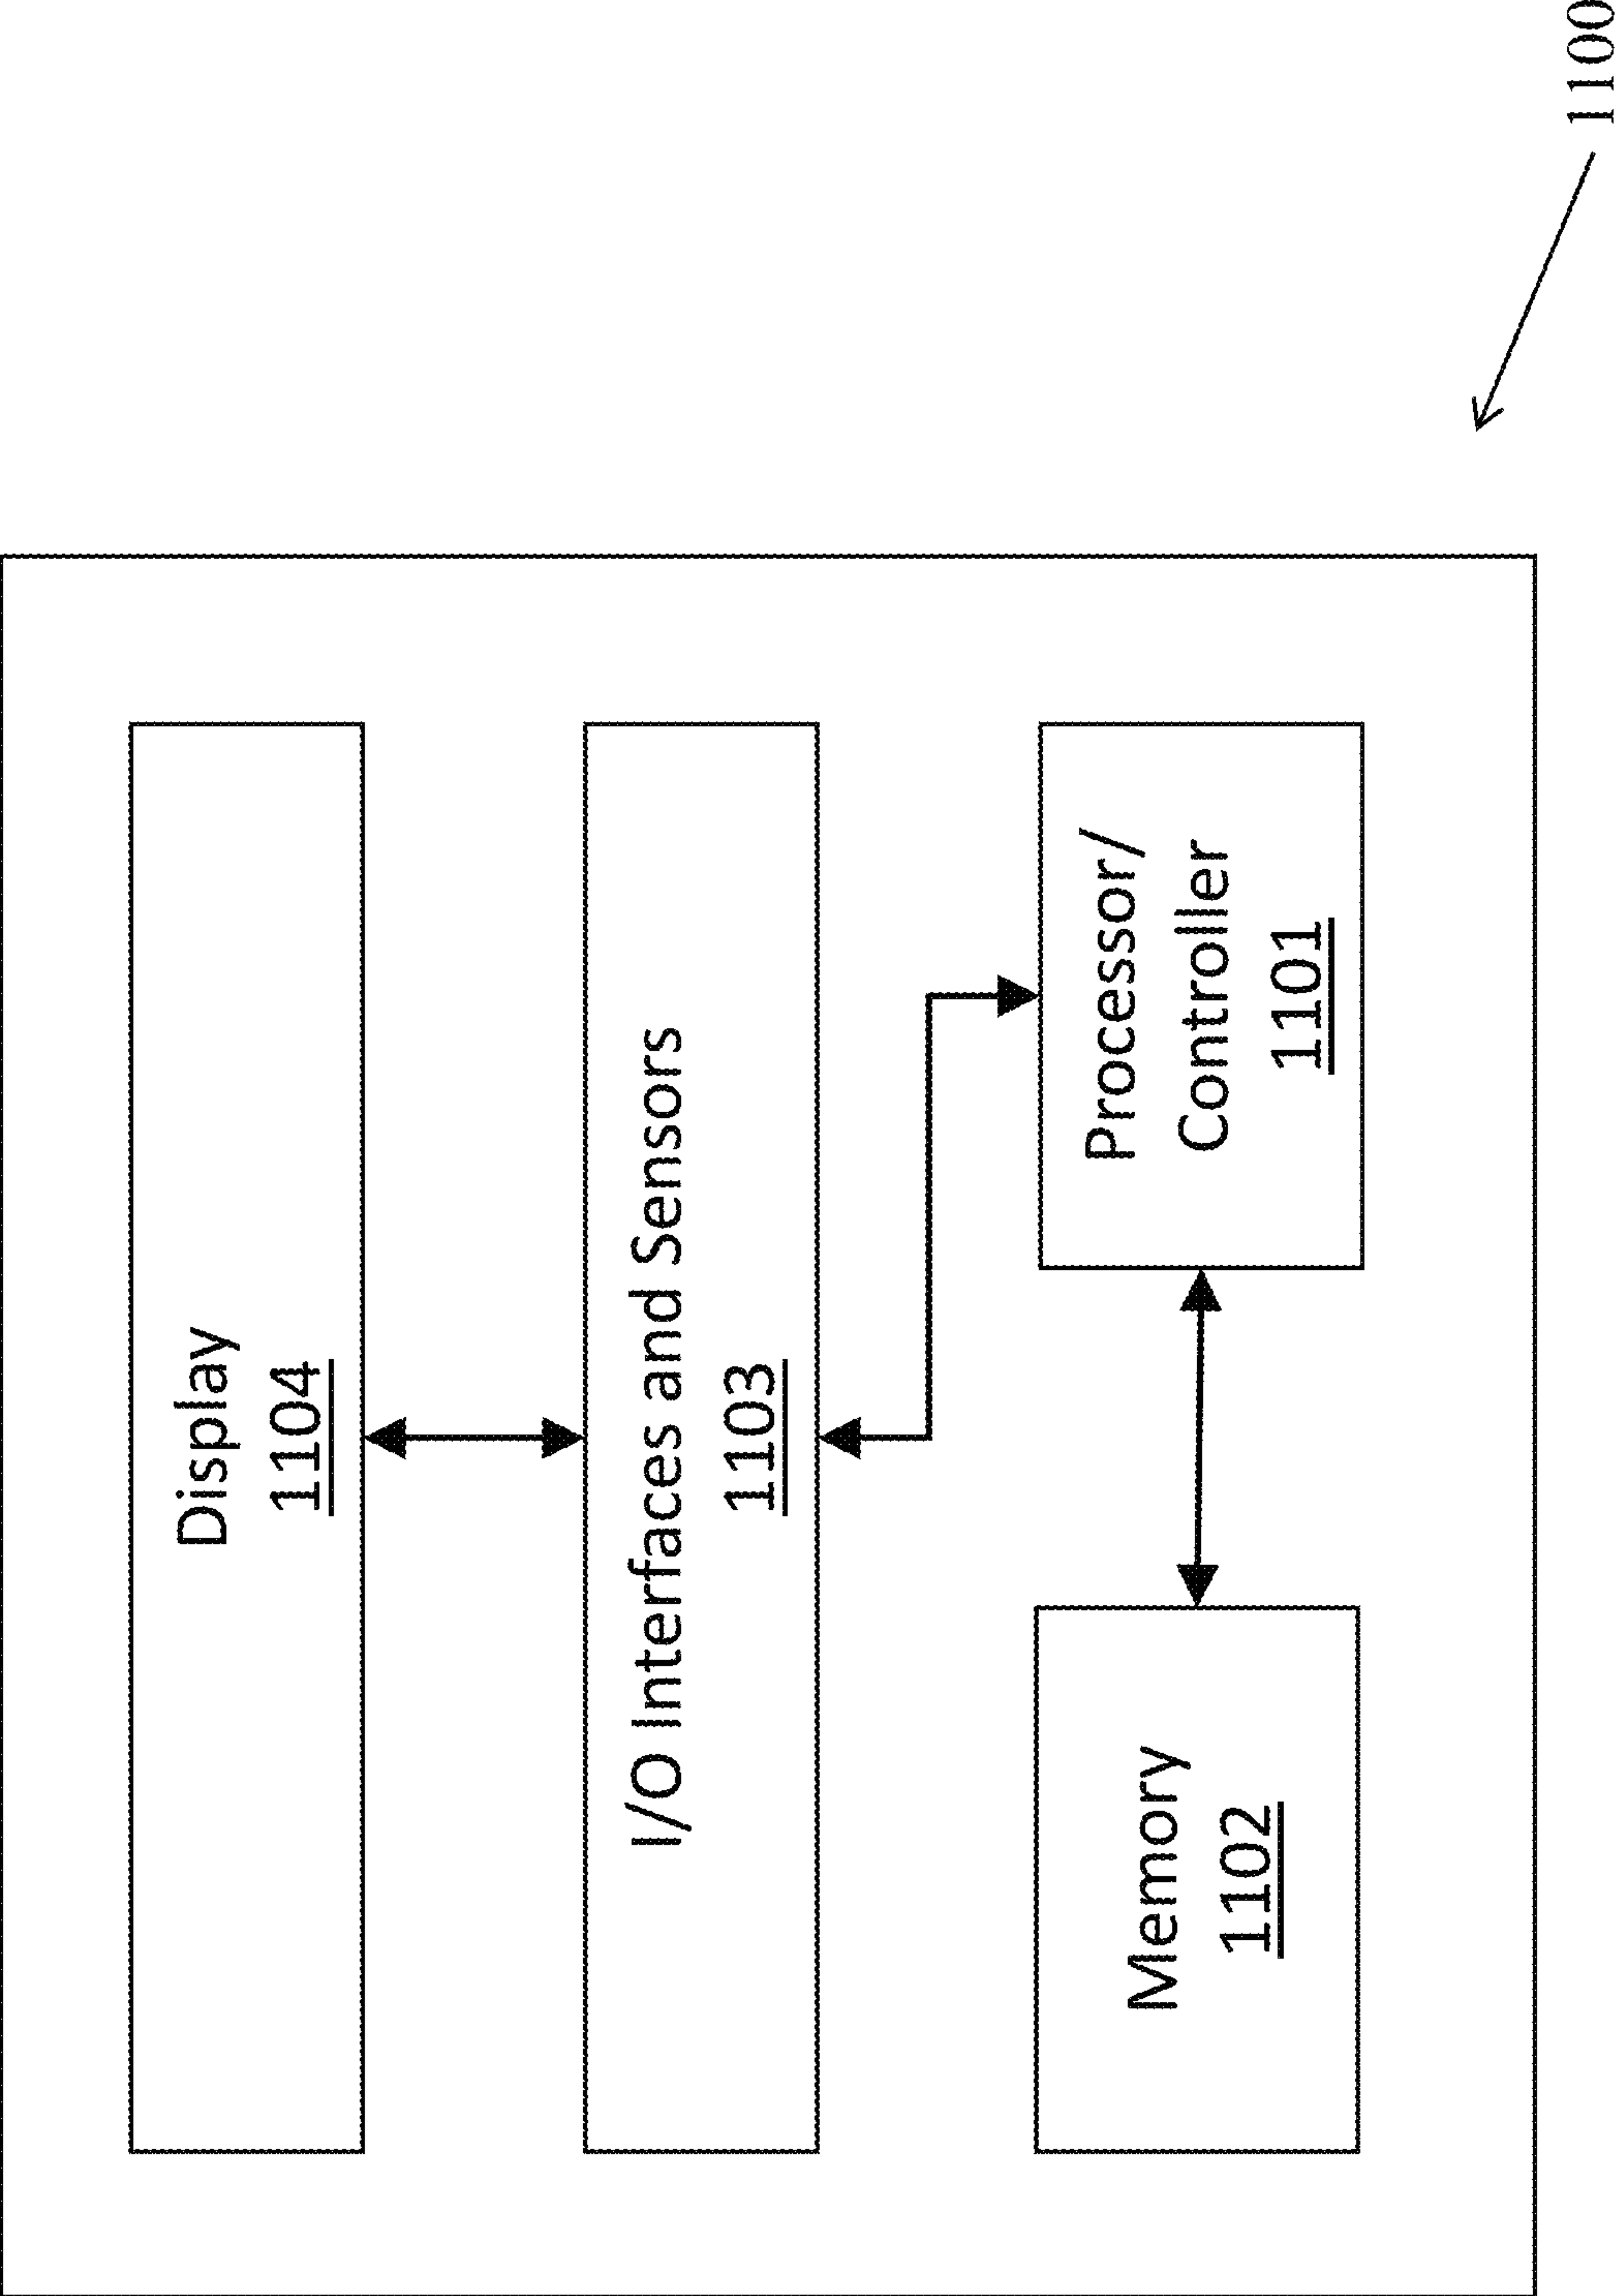 Display
1104
I/O Interfaces and Sensors
1103
Memory
1102
Processor/
Controller
1101
1100